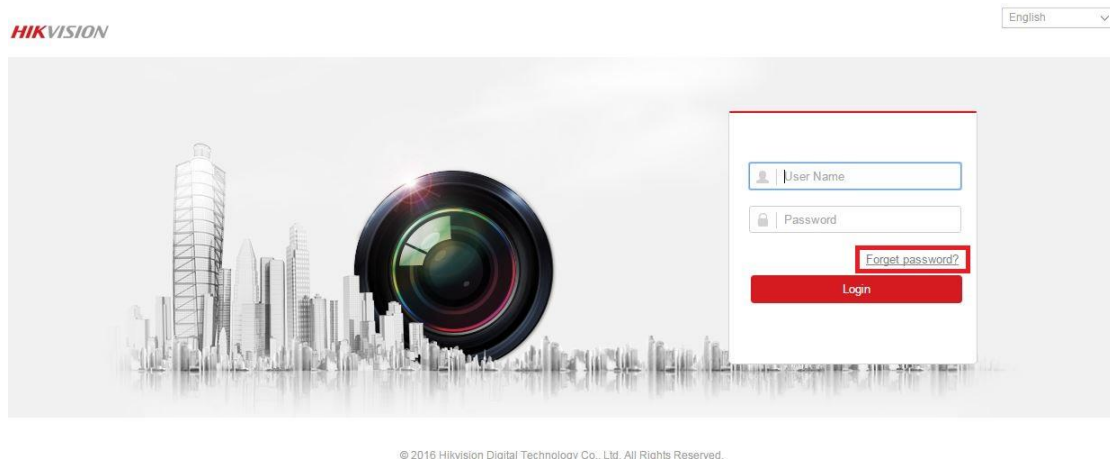 English
HIKVISION
User Name
Password
Forget password?
Login
© 2016 Hikvision Digital Technology Co., Ltd. All Rights Reserved.